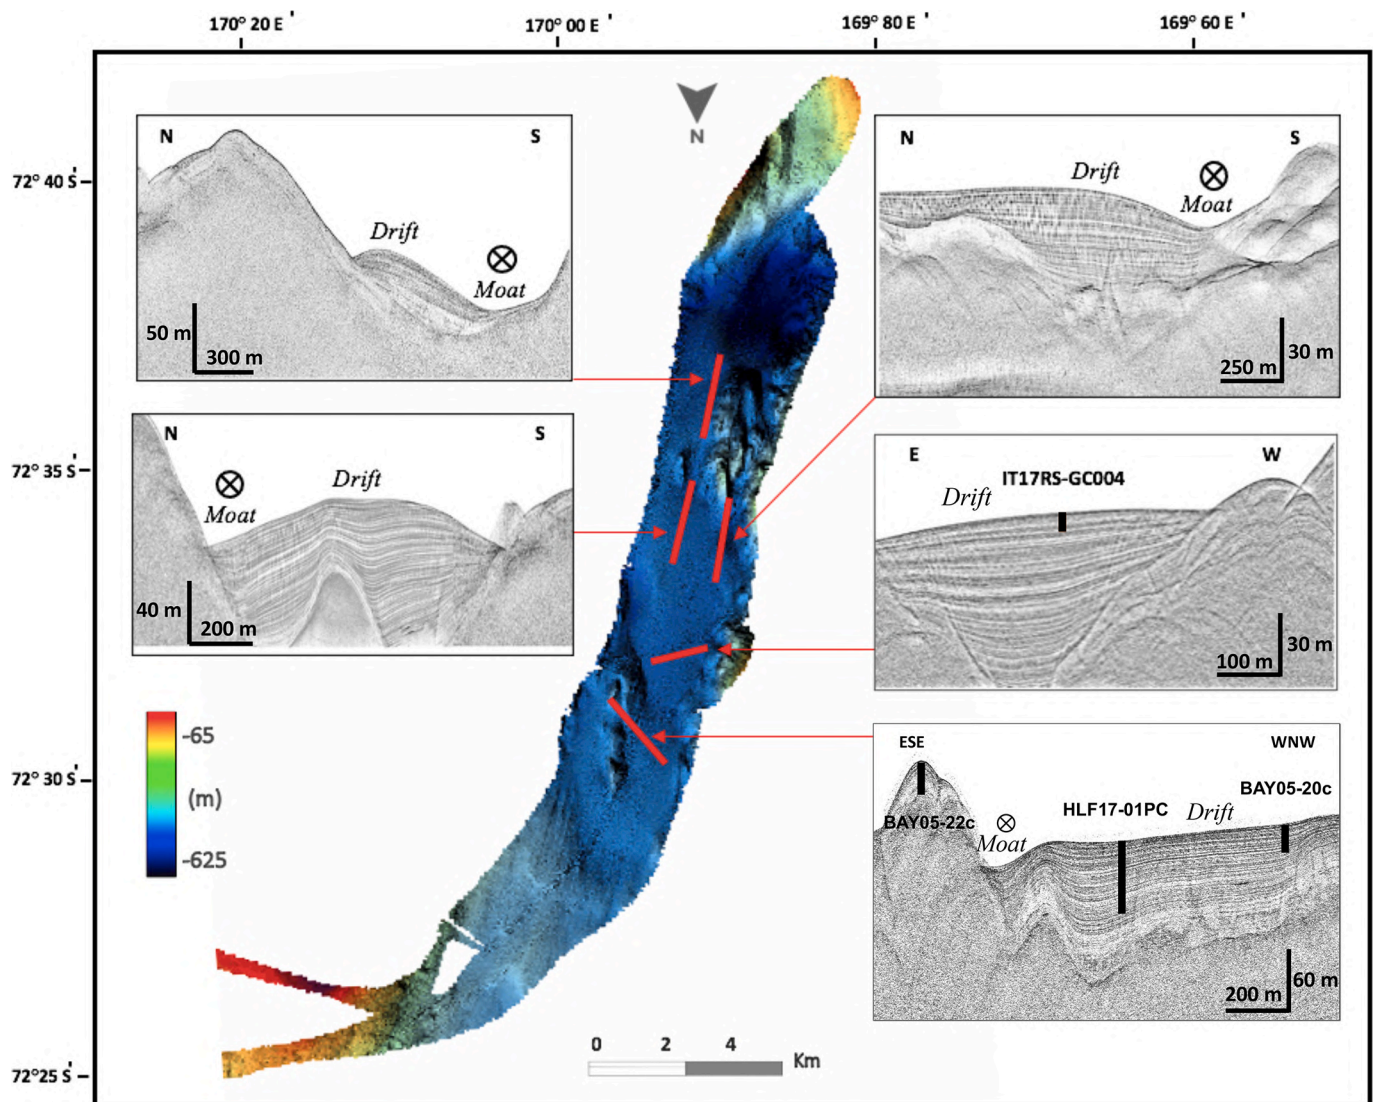 170° 20 E '
170° 00 E '
169° 80 E '
169° 60 E '
72° 40 S'
72° 35 S'
72° 30 S'
72° 25 S'
N
N
S
Drift
Moat
50 m
300 m
N
S
Moat
Drift
40 m
200 m
-65
(m)
-625
N
S
Drift
Moat
250 m
30 m
E
W
IT17RS-GC004
Drift
100 m
30 m
ESE
WNW
BAY05-20c
HLF17-01PC
Drift
BAY05-22c
Moat
200 m
60 m
0 2 4
Km